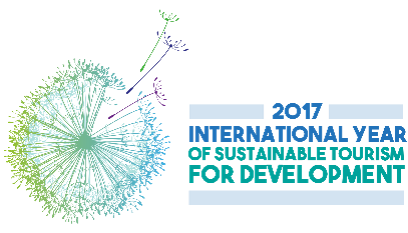 2017
INTERNATIONAL YEAR
OF SUSTAINABLE TOURISM
FOR DEVELOPMENT